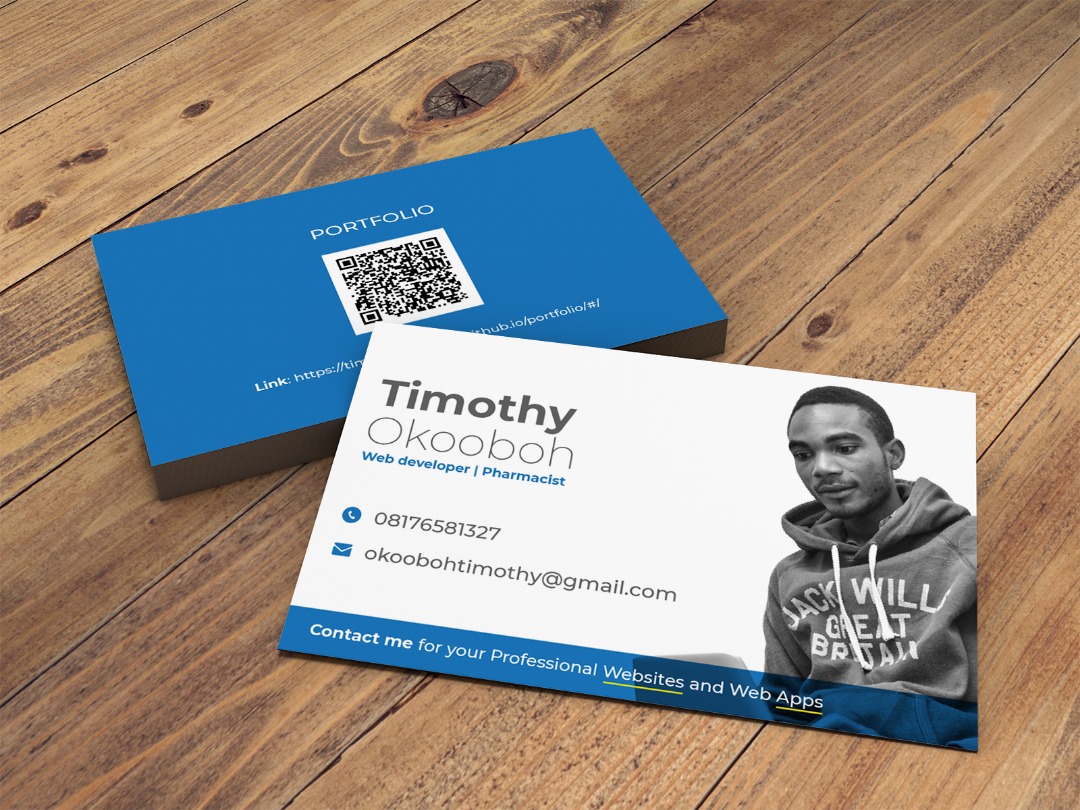 PORTFOLIO
Link: https://tim
thub.io/portfolio/#/
Timothy
Okooboh
Web developer | Pharmacist
08176581327
okoobohtimothy@gmail.com
Contact me for your Professional Websites and Web Apps
JACK WILLS
GREAT
BRITAIN